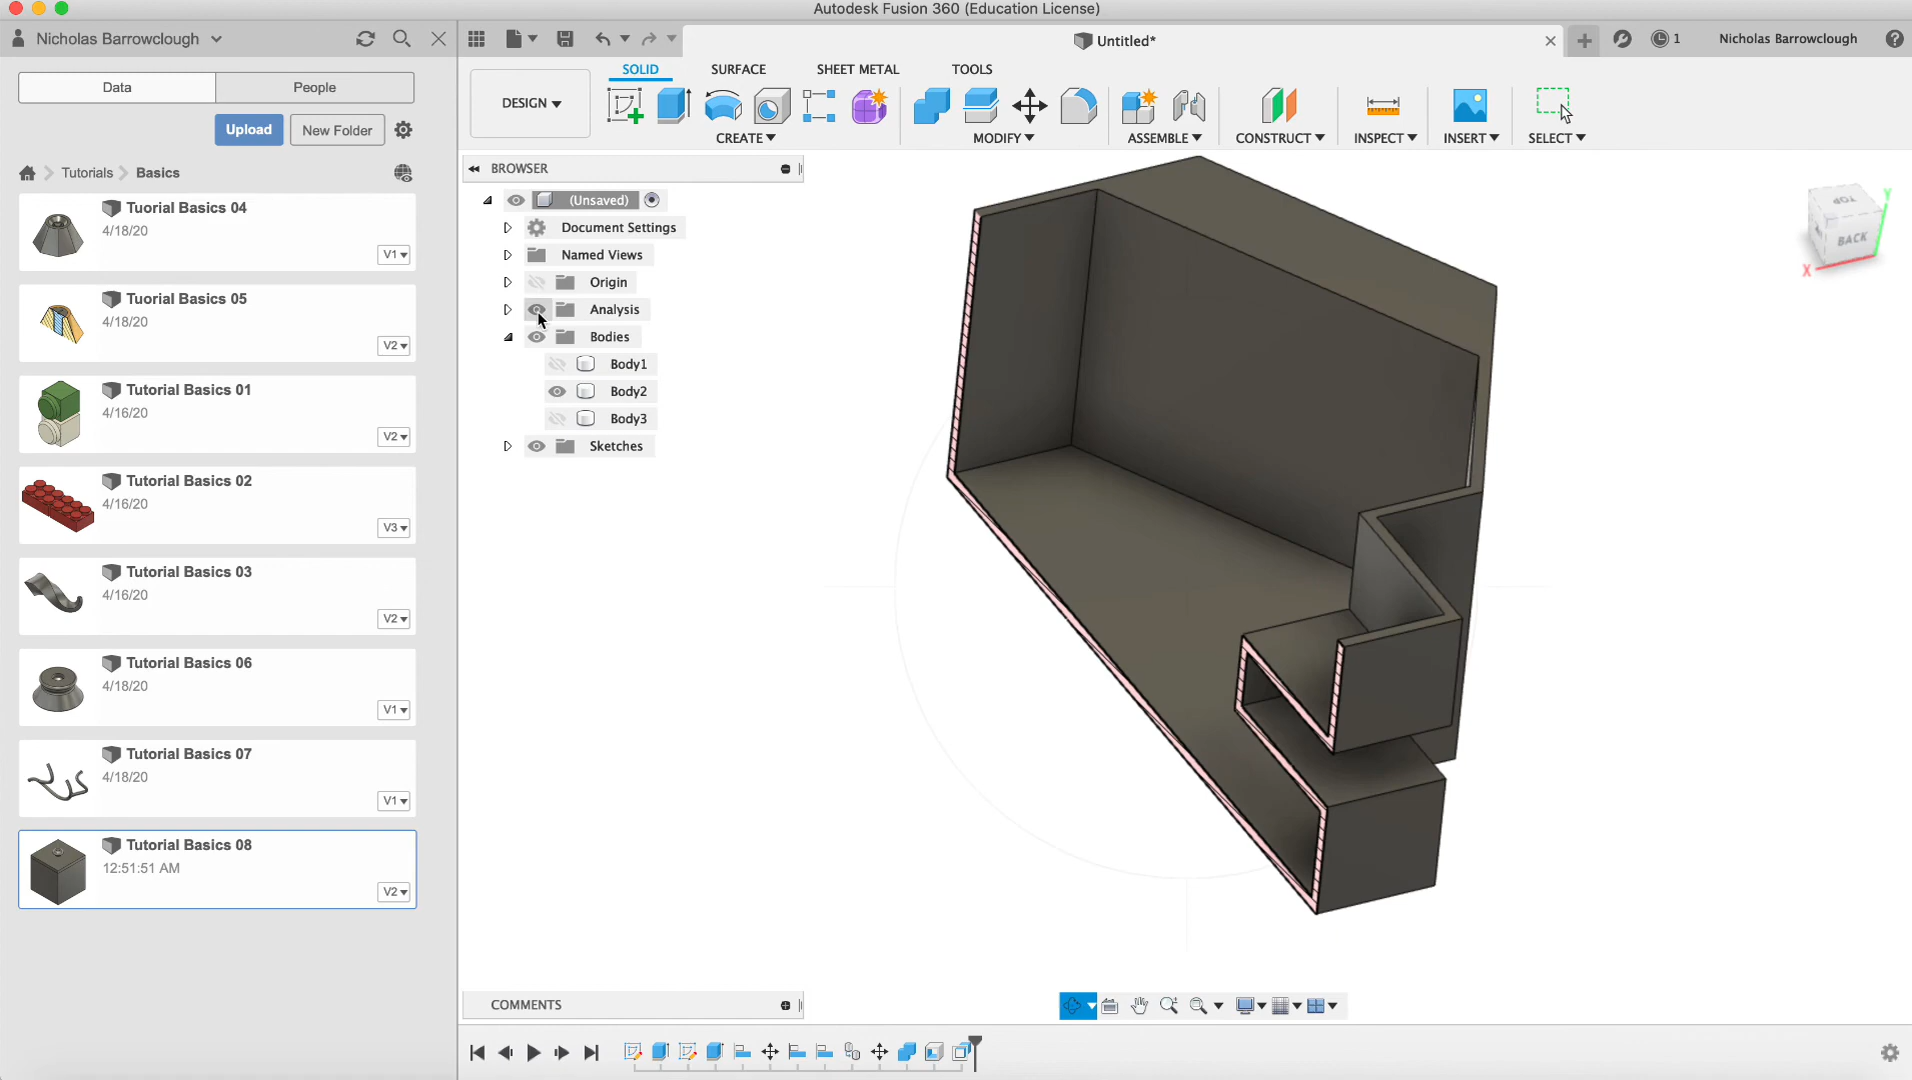 Autodesk Fusion 360 (Education License)
Nicholas Barrowclough
Untitled*
1
Nicholas Barrowclough
Data
People
Upload
New Folder
Tutorials
Basics
Tuorial Basics 04
4/18/20
V1
Tuorial Basics 05
4/18/20
V2
Tutorial Basics 01
4/16/20
V2
Tutorial Basics 02
4/16/20
V3
Tutorial Basics 03
4/16/20
V2
Tutorial Basics 06
4/18/20
V1
Tutorial Basics 07
4/18/20
V1
Tutorial Basics 08
12:51:51 AM
V2
DESIGN
SOLID
SURFACE
SHEET METAL
TOOLS
CREATE
MODIFY
ASSEMBLE
CONSTRUCT
INSPECT
INSERT
SELECT
BROWSER
(Unsaved)
Document Settings
Named Views
Origin
Analysis
Bodies
Body1
Body2
Body3
Sketches
TOP
BACK
X
Y
COMMENTS